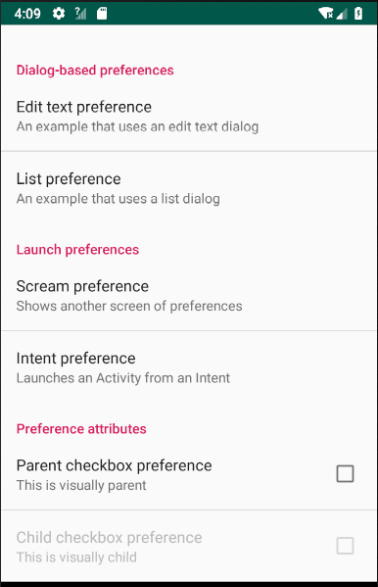 4:09
Dialog-based preferences
Edit text preference
An example that uses an edit text dialog
List preference
An example that uses a list dialog
Launch preferences
Scream preference
Shows another screen of preferences
Intent preference
Launches an Activity from an Intent
Preference attributes
Parent checkbox preference
This is visually parent
Child checkbox preference
This is visually child